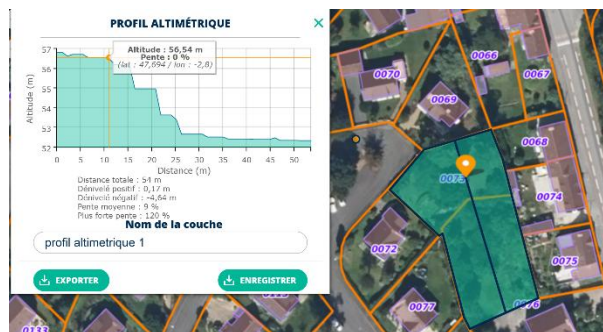 PROFIL ALTIMÉTRIQUE
×
Altitude : 56,54 m
Pente : 0 %
(lat : 47,694 / lon : -2,8)
57
56
55
54
53
52
Altitude (m)
0 5 10 15 20 25 30 35 40 45 50
Distance (m)
Distance totale : 54 m
Dénivelé positif : 0,17 m
Dénivelé négatif : -4,64 m
Pente moyenne : 9 %
Plus forte pente : 120 %
Nom de la couche
profil altimetrique 1
EXPORTER
ENREGISTRER
0066
0070
0067
0069
0068
0073
0074
0072
0075
0077
0076
0133